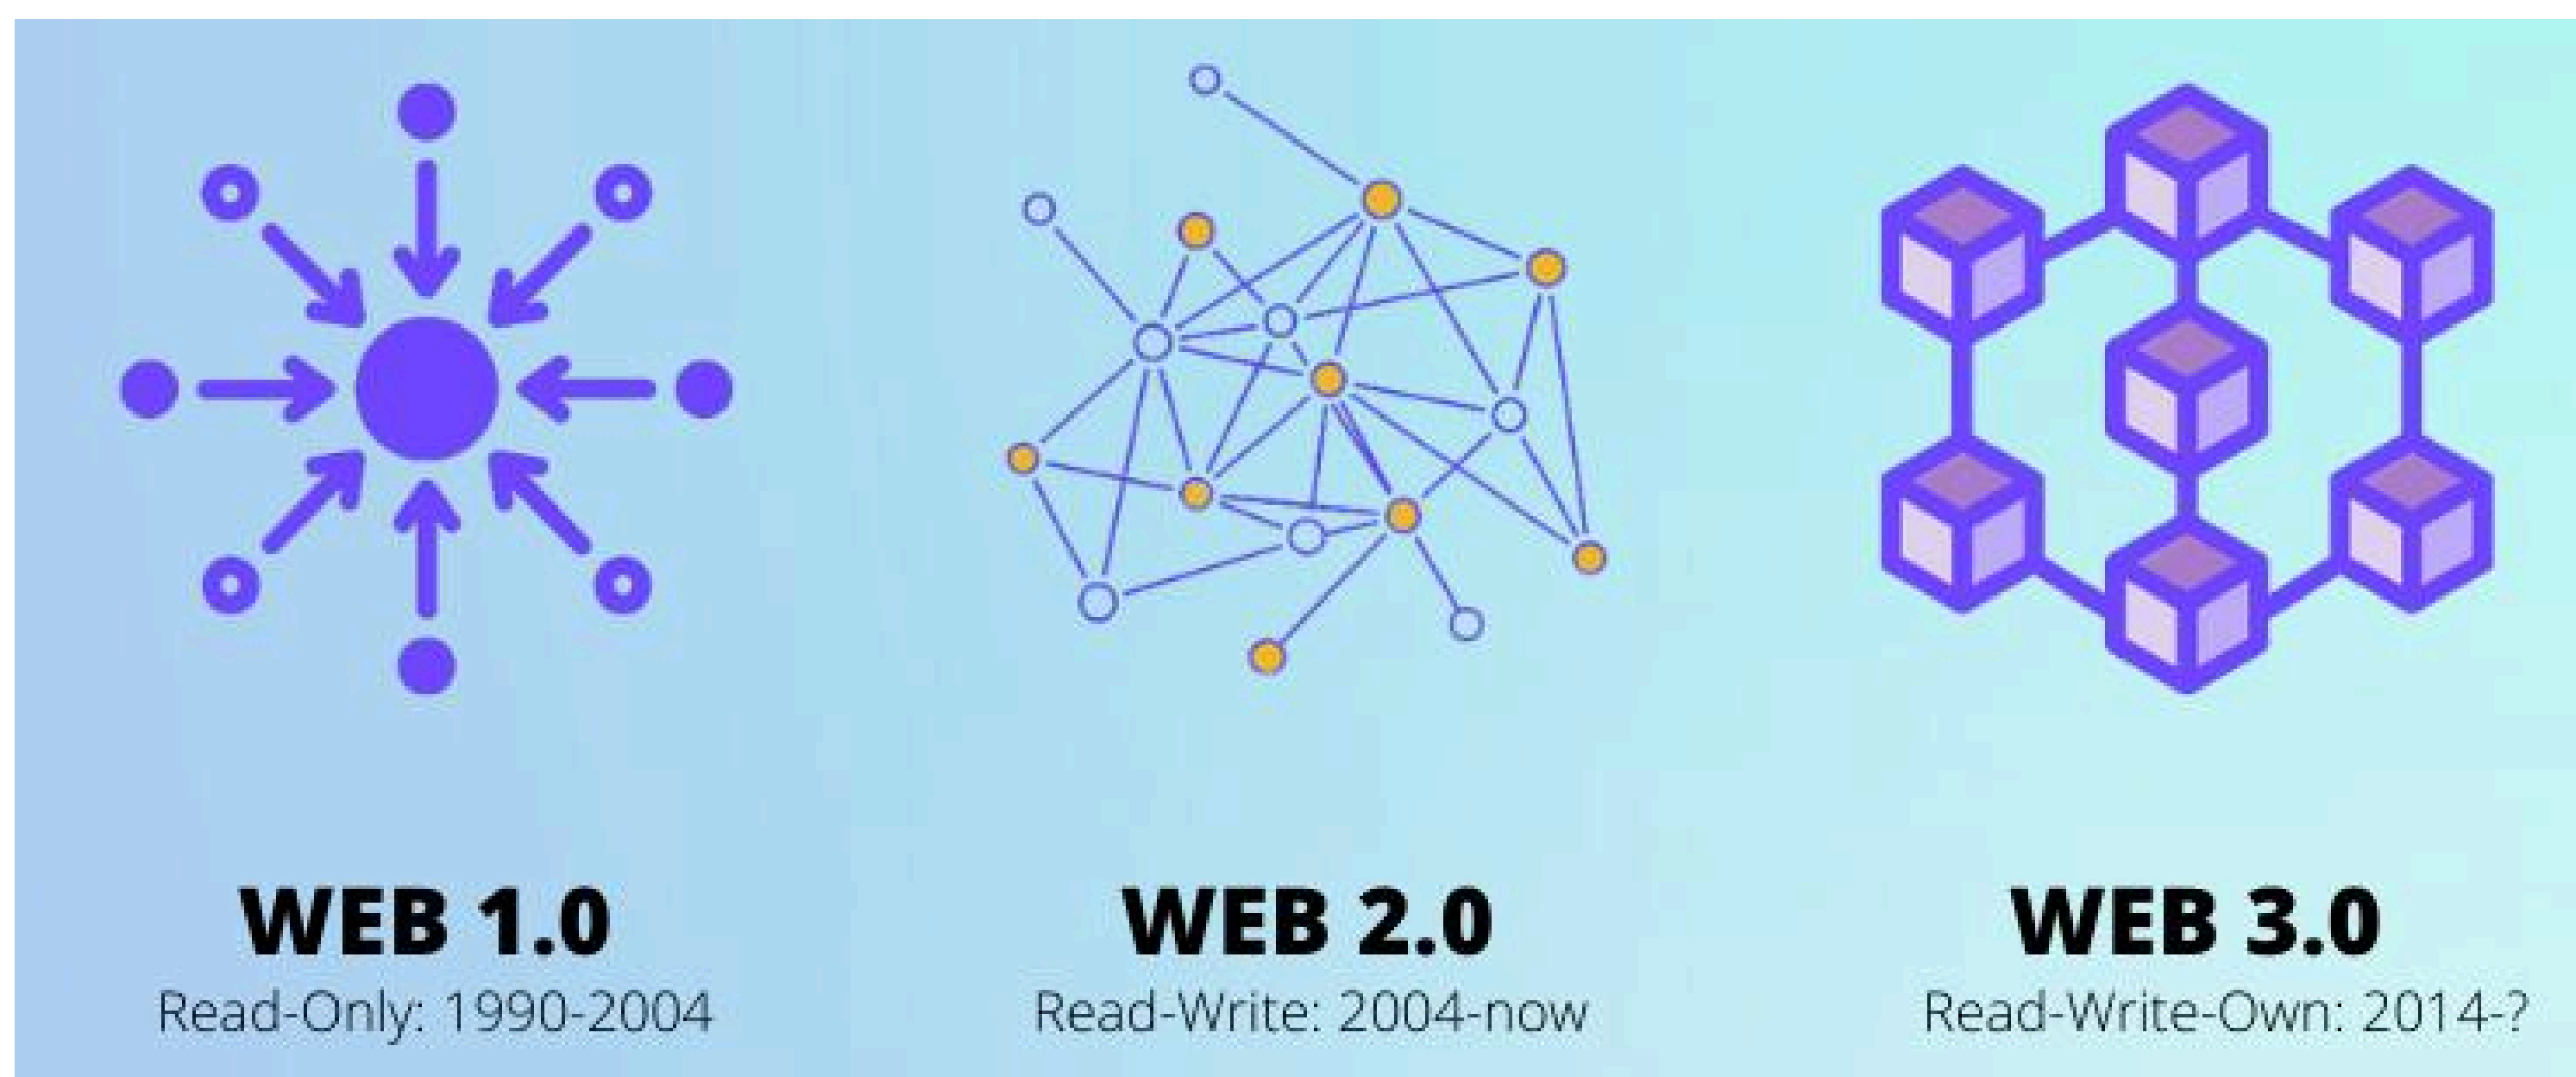 WEB 1.0
Read-Only: 1990-2004
WEB 2.0
Read-Write: 2004-now
WEB 3.0
Read-Write-Own: 2014-?